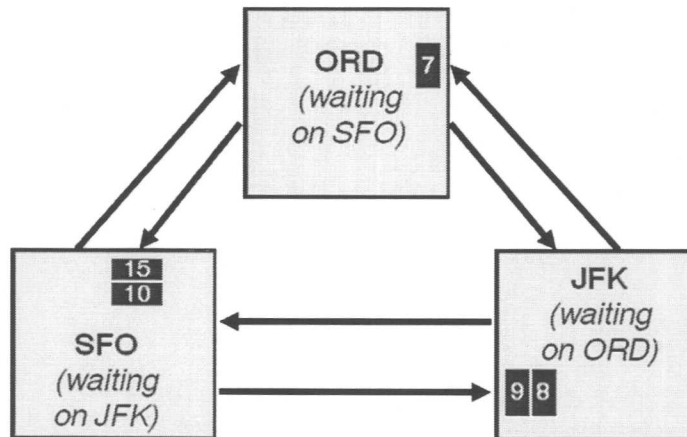 ORD 7
(waiting
on SFO)
15
10
SFO
(waiting
on JFK)
JFK
(waiting
on ORD)
9 8